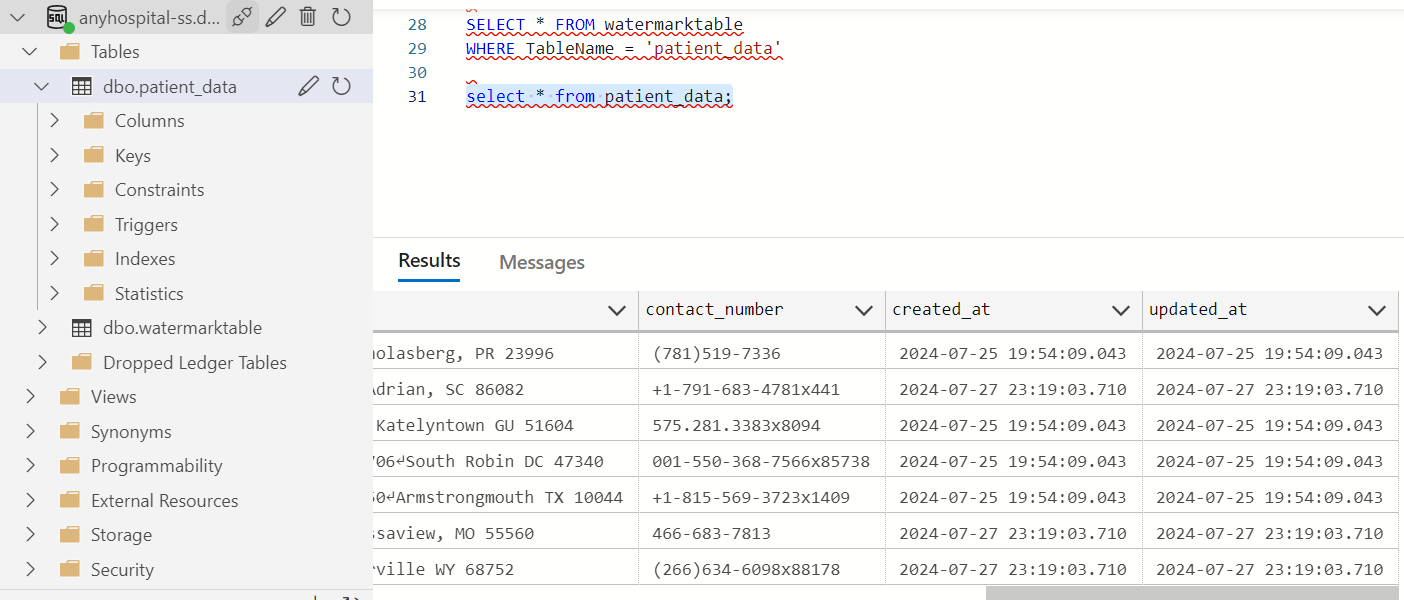 anyhospital-ss.d...
Tables
dbo.patient_data
Columns
Keys
Constraints
Triggers
Indexes
Statistics
dbo.watermarktable
Dropped Ledger Tables
Views
Synonyms
Programmability
External Resources
Storage
Security
28 SELECT * FROM watermarktable
29 WHERE TableName = 'patient_data'
30
31 select * from patient_data;
Results Messages
contact_number created_at updated_at
PR 23996 (781)519-7336 2024-07-25 19:54:09.043 2024-07-25 19:54:09.043
Adrian, SC 86082 +1-791-683-4781x441 2024-07-27 23:19:03.710 2024-07-27 23:19:03.710
Katelyntown GU 51604 575.281.3383x8094 2024-07-25 19:54:09.043 2024-07-25 19:54:09.043
706↵South Robin DC 47340 001-550-368-7566x85738 2024-07-25 19:54:09.043 2024-07-25 19:54:09.043
↵Armstrongmouth TX 10044 +1-815-569-3723x1409 2024-07-25 19:54:09.043 2024-07-25 19:54:09.043
MO 55560 466-683-7813 2024-07-27 23:19:03.710 2024-07-27 23:19:03.710
WY 68752 (266)634-6098x88178 2024-07-27 23:19:03.710 2024-07-27 23:19:03.710